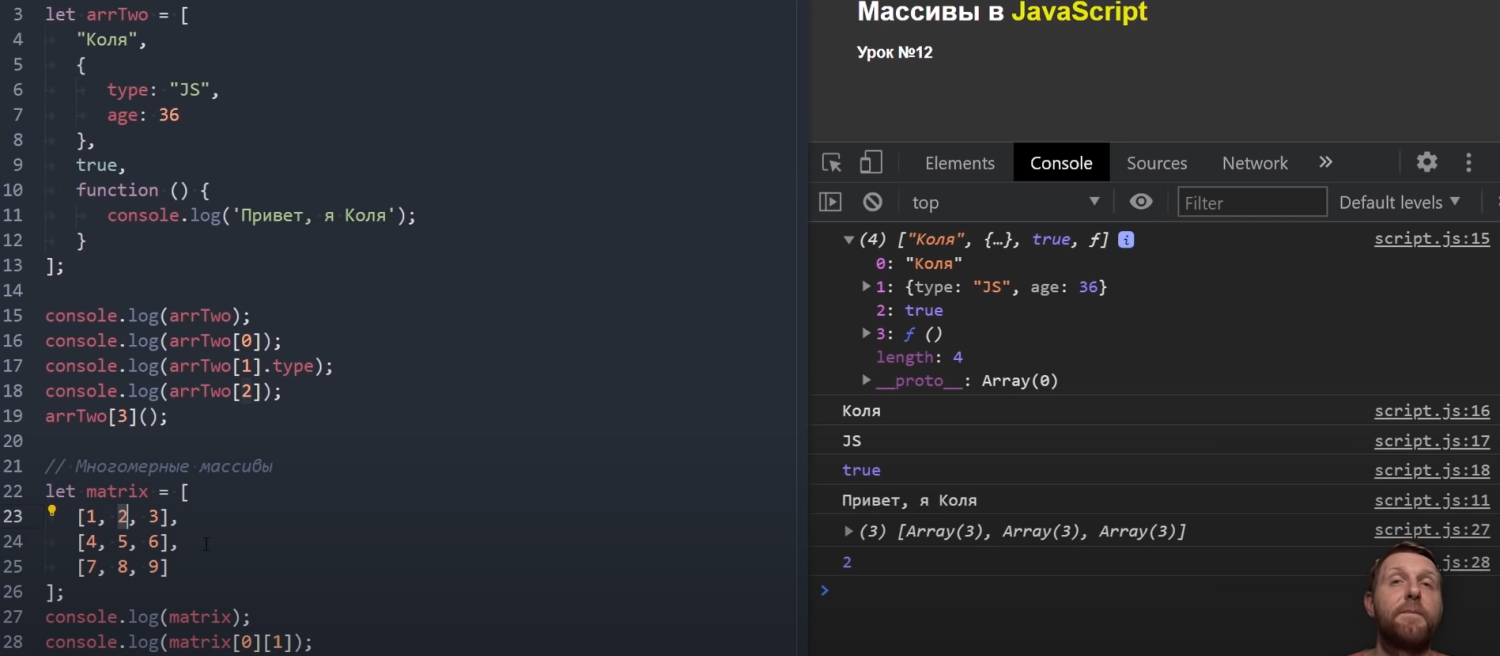 3 let arrTwo = [
4 "Коля",
5 {
6 type: "JS",
7 age: 36
8 },
9 true,
10 function () {
11 console.log('Привет, я Коля');
12 }
13 ];
14
15 console.log(arrTwo);
16 console.log(arrTwo[0]);
17 console.log(arrTwo[1].type);
18 console.log(arrTwo[2]);
19 arrTwo[3]();
20
21 // Многомерные массивы
22 let matrix = [
23 [1, 2, 3],
24 [4, 5, 6],
25 [7, 8, 9]
26 ];
27 console.log(matrix);
28 console.log(matrix[0][1]);
Массивы в JavaScript
Урок №12
Elements Console Sources Network »
top Filter Default levels
(4) ["Коля", {…}, true, ƒ] i script.js:15
0: "Коля"
1: {type: "JS", age: 36}
2: true
3: ƒ ()
length: 4
__proto__: Array(0)
Коля script.js:16
JS script.js:17
true script.js:18
Привет, я Коля script.js:11
(3) [Array(3), Array(3), Array(3)] script.js:27
2 js:28
>